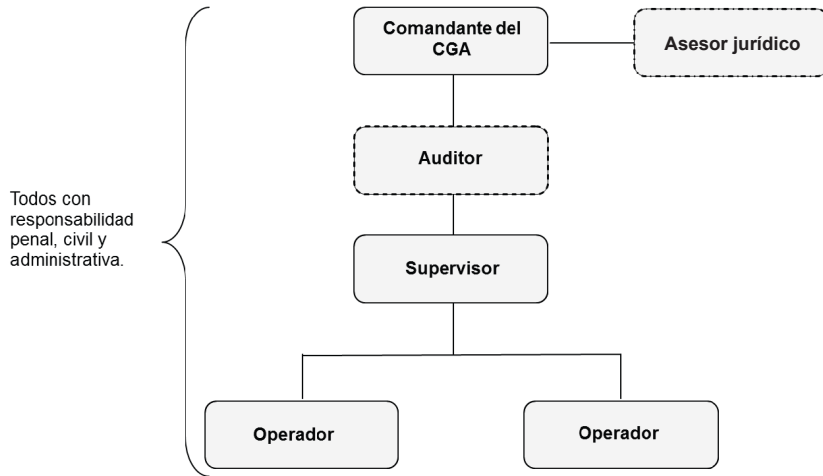 Comandante del
CGA
Asesor jurídico
Auditor
Todos con
responsabilidad
penal, civil y
administrativa.
Supervisor
Operador
Operador